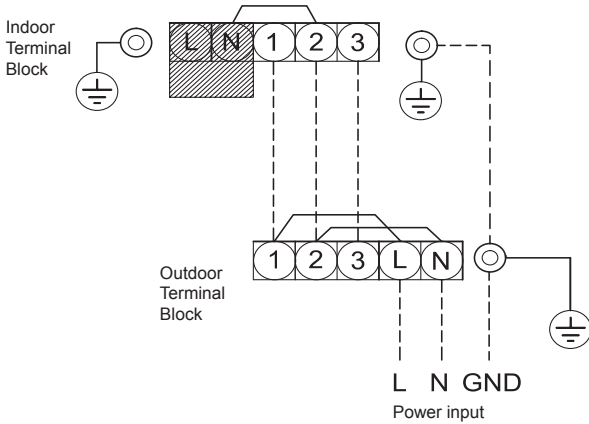 Indoor
Terminal
Block
L N 1 2 3
1 2 3 L N
Outdoor
Terminal
Block
L N GND
Power input